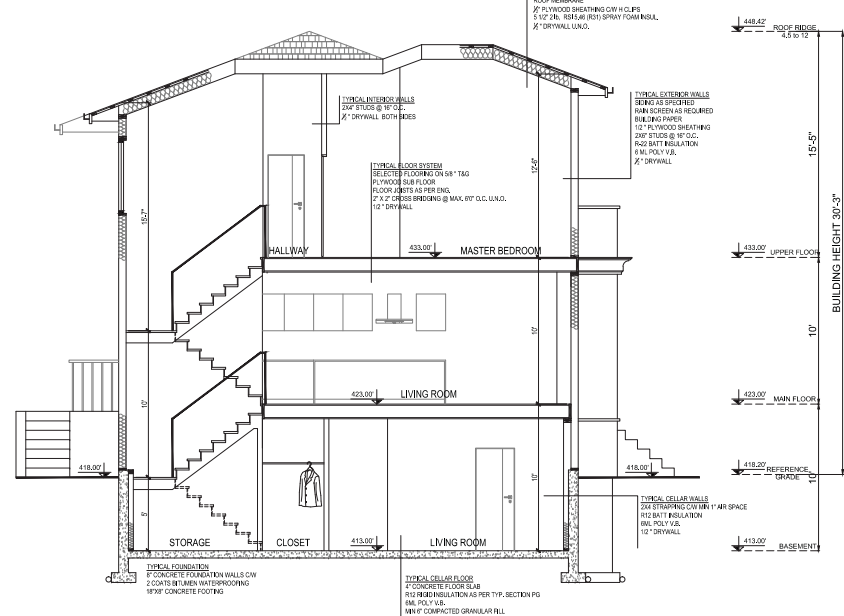 ROOF MEMBRANE
½" PLYWOOD SHEATHING C/W H CLIPS
5 1/2" 2 lb. RSI5.46 (R31) SPRAY FOAM INSUL.
½" DRYWALL U.N.O.
448.42'
ROOF RIDGE
4.5 to 12
TYPICAL INTERIOR WALLS
2X4" STUDS @ 16" O.C.
½" DRYWALL BOTH SIDES
TYPICAL EXTERIOR WALLS
SIDING AS SPECIFIED
RAIN SCREEN AS REQUIRED
BUILDING PAPER
1/2" PLYWOOD SHEATHING
2X6" STUDS @ 16" O.C.
R-22 BATT INSULATION
6 ML POLY V.B.
½" DRYWALL
15'-5"
TYPICAL FLOOR SYSTEM
SELECTED FLOORING ON 5/8" T&G
PLYWOOD SUB FLOOR
FLOOR JOISTS AS PER ENG.
2" X 2" CROSS BRIDGING @ MAX. 6'0" O.C. U.N.O.
1/2" DRYWALL
12'-6"
15'-7"
BUILDING HEIGHT 30'-3"
HALLWAY
433.00'
MASTER BEDROOM
433.00'
UPPER FLOOR
10'
10'
LIVING ROOM
423.00'
423.00'
MAIN FLOOR
10'
418.00'
418.00'
418.20'
REFERENCE
GRADE
10'
10'
5'
TYPICAL CELLAR WALLS
2X4 STRAPPING C/W MIN 1" AIR SPACE
R12 BATT INSULATION
6ML POLY V.B.
1/2" DRYWALL
STORAGE
CLOSET
413.00'
LIVING ROOM
413.00'
BASEMENT
TYPICAL FOUNDATION
8" CONCRETE FOUNDATION WALLS C/W
2 COATS BITUMEN WATERPROOFING
18"X8" CONCRETE FOOTING
TYPICAL CELLAR FLOOR
4" CONCRETE FLOOR SLAB
R12 RIGID INSULATION AS PER TYP. SECTION PG
6ML POLY V.B.
MIN 6" COMPACTED GRANULAR FILL